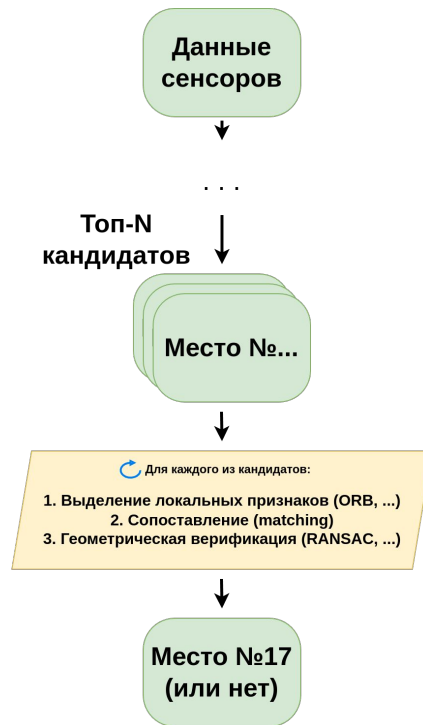 Данные
сенсоров
. . .
Топ-N
кандидатов
Место №...
Для каждого из кандидатов:
1. Выделение локальных признаков (ORB, ...)
2. Сопоставление (matching)
3. Геометрическая верификация (RANSAC, ...)
Место №17
(или нет)